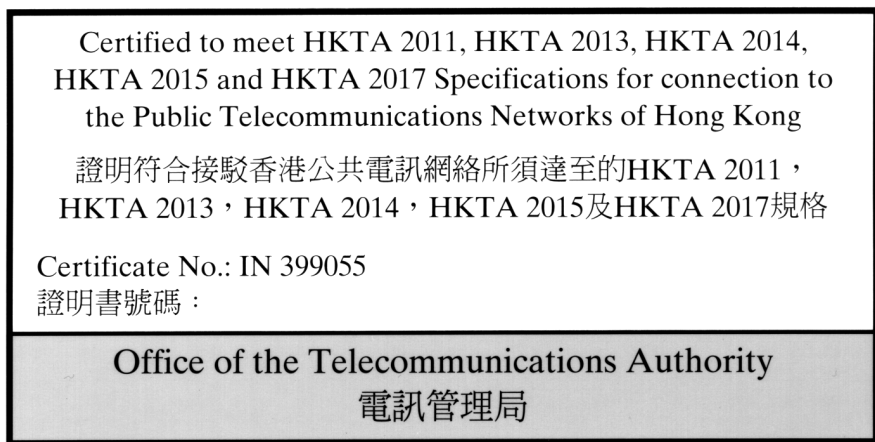 Certified to meet HKTA 2011, HKTA 2013, HKTA 2014,
HKTA 2015 and HKTA 2017 Specifications for connection to
the Public Telecommunications Networks of Hong Kong
證明符合接駁香港公共電訊網絡所須達至的HKTA 2011，
HKTA 2013，HKTA 2014，HKTA 2015及HKTA 2017規格
Certificate No.: IN 399055
證明書號碼：
Office of the Telecommunications Authority
電訊管理局